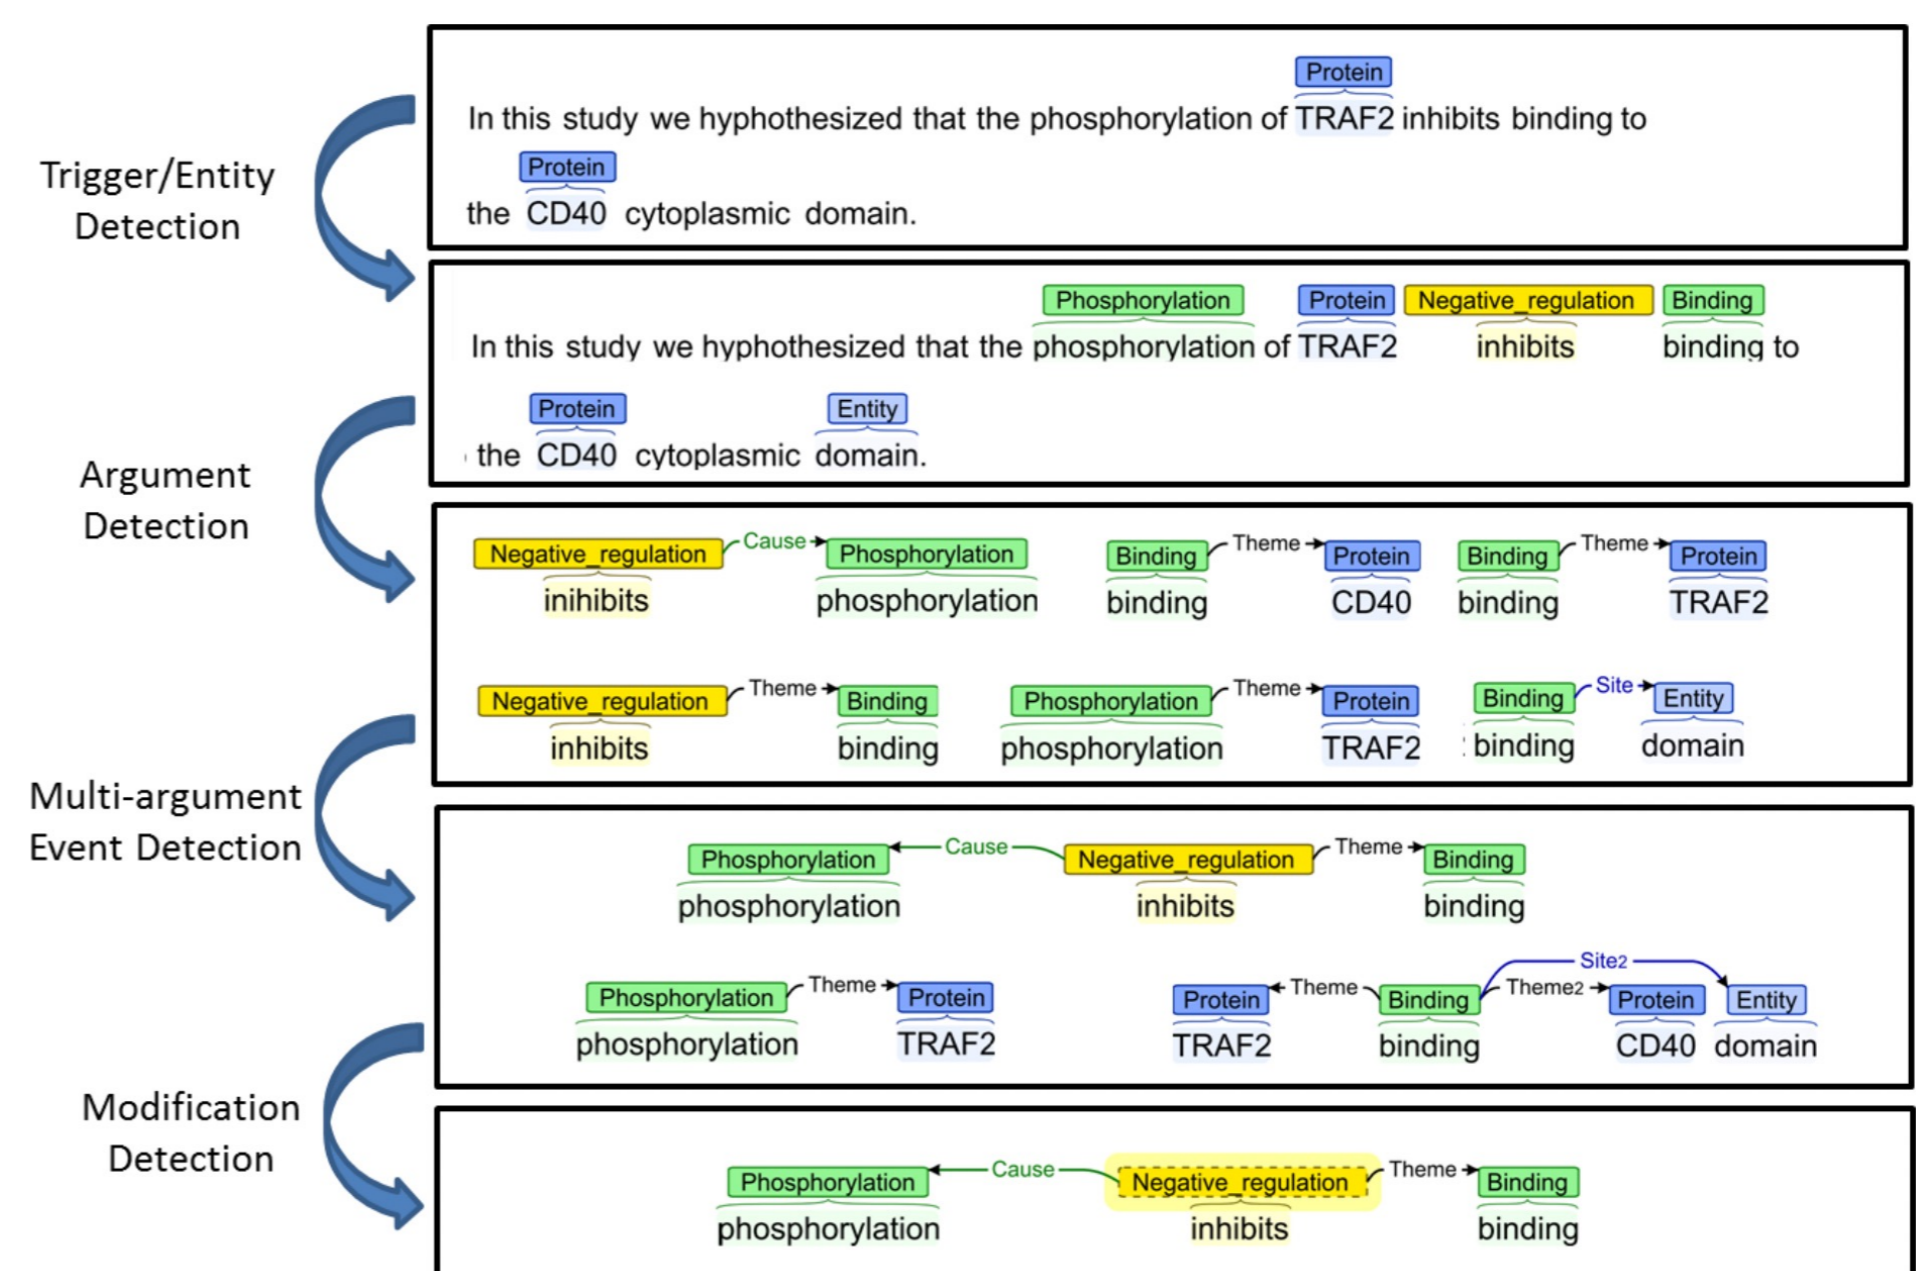 Trigger/Entity
Detection
Protein
In this study we hyphothesized that the phosphorylation of TRAF2 inhibits binding to
Protein
the CD40 cytoplasmic domain.
Phosphorylation Protein Negative_regulation Binding
In this study we hyphothesized that the phosphorylation of TRAF2 inhibits binding to
Protein Entity
the CD40 cytoplasmic domain.
Argument
Detection
Negative_regulation Cause Phosphorylation Binding Theme Protein Binding Theme Protein
inihibits phosphorylation binding CD40 binding TRAF2
Negative_regulation Theme Binding Phosphorylation Theme Protein Binding Site Entity
inhibits binding phosphorylation TRAF2 : binding domain
Multi-argument
Event Detection
Phosphorylation Cause Negative_regulation Theme Binding
phosphorylation inhibits binding
Site2
Phosphorylation Theme Protein Protein Theme Binding Theme2 Protein Entity
phosphorylation TRAF2 TRAF2 binding CD40 domain
Modification
Detection
Phosphorylation Cause Negative_regulation Theme Binding
phosphorylation inhibits binding